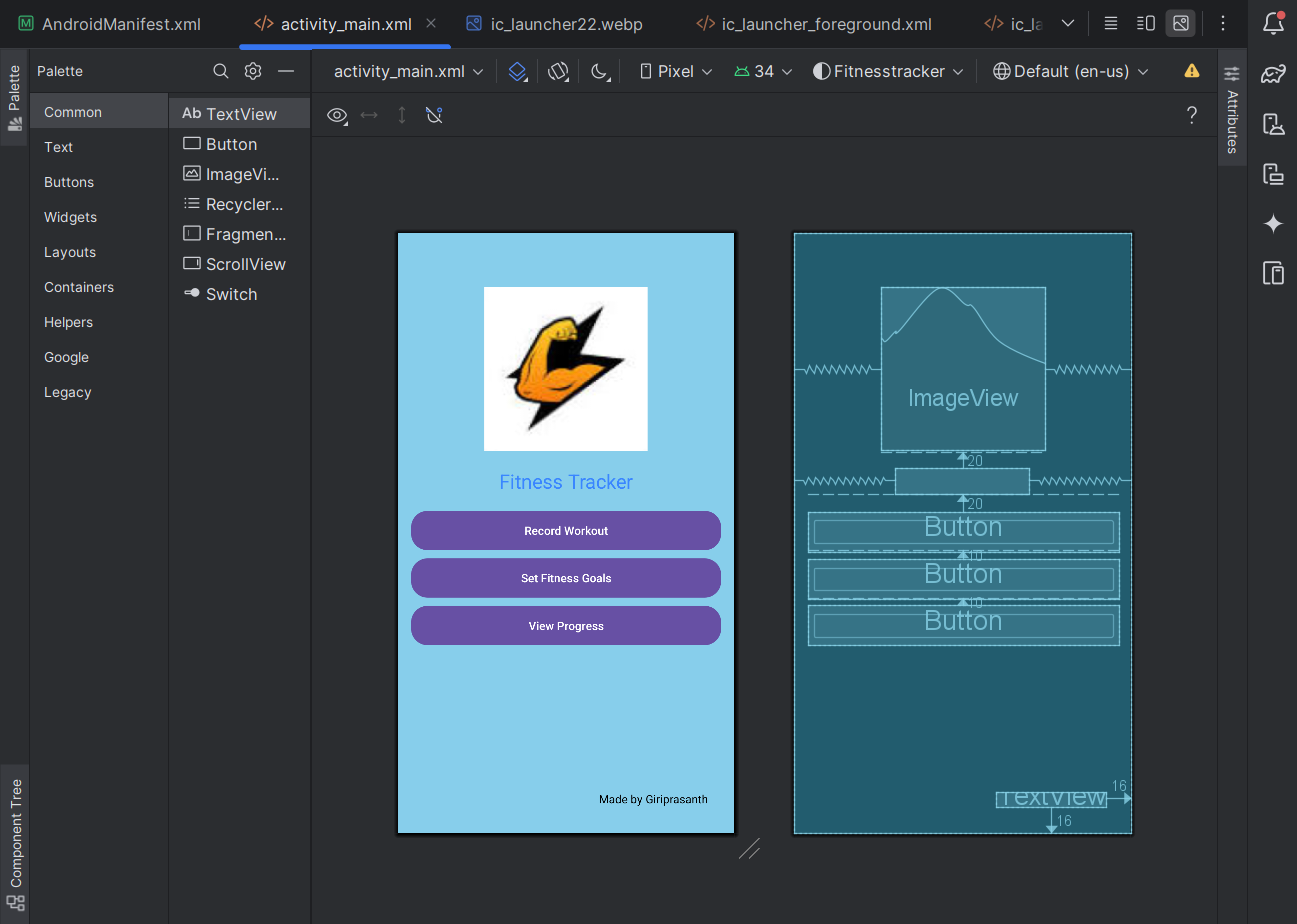 AndroidManifest.xml
activity_main.xml
ic_launcher22.webp
ic_launcher_foreground.xml
ic_la
Palette
Palette
activity_main.xml
Pixel
34
Fitnesstracker
Default (en-us)
Attributes
Common
Text
Buttons
Widgets
Layouts
Containers
Helpers
Google
Legacy
Ab TextView
Button
ImageVi...
Recycler...
Fragmen...
ScrollView
Switch
?
Fitness Tracker
Record Workout
Set Fitness Goals
View Progress
Made by Giriprasanth
ImageView
20
20
Button
10
Button
10
Button
TextView
16
16
Component Tree